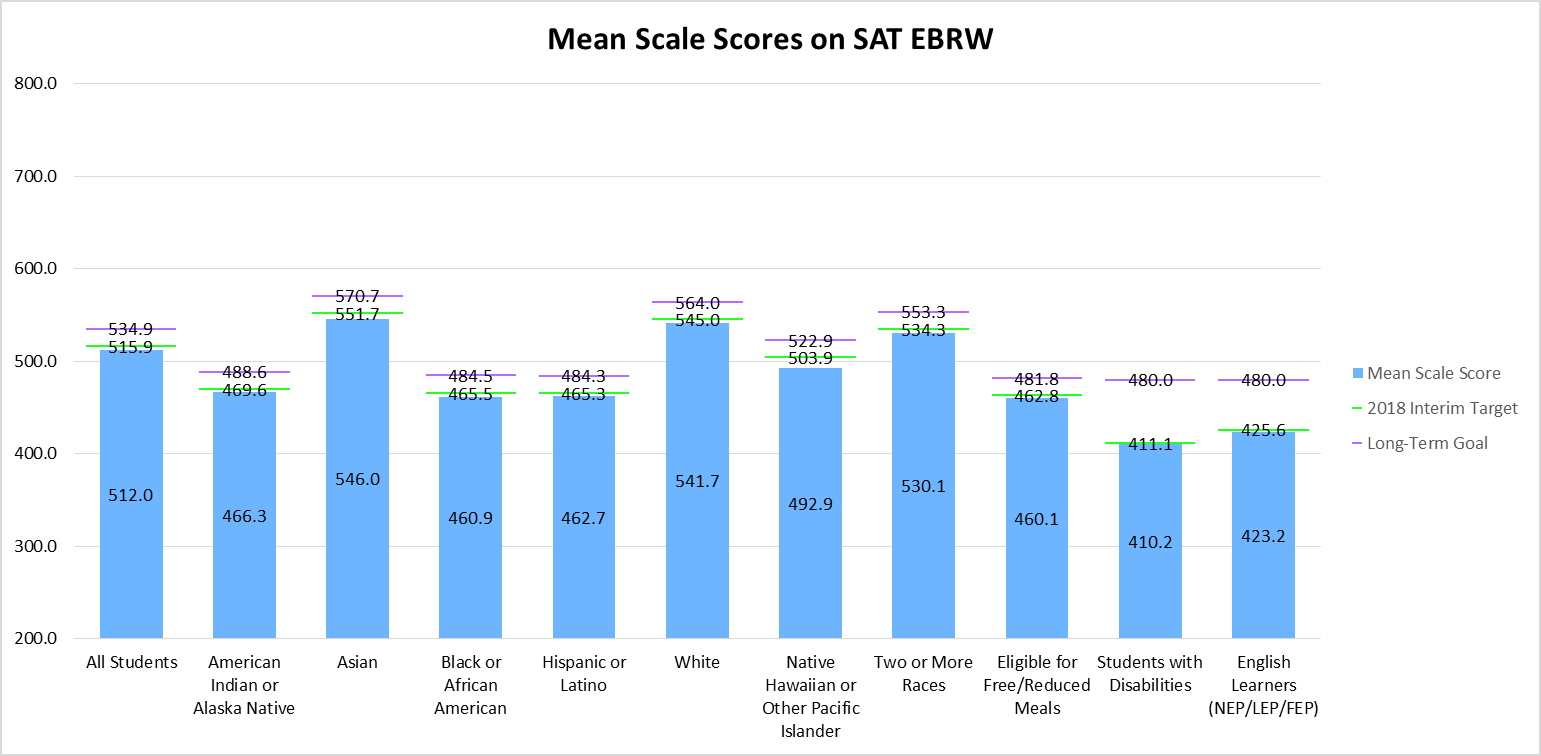 Mean Scale Scores on SAT EBRW
800.0
700.0
600.0
500.0
400.0
300.0
200.0
534.9
515.9
512.0
488.6
469.6
466.3
570.7
551.7
546.0
484.5
465.5
460.9
484.3
465.3
462.7
564.0
545.0
541.7
522.9
503.9
492.9
553.3
534.3
530.1
481.8
462.8
460.1
480.0
411.1
410.2
480.0
425.6
423.2
All Students
American
Indian or
Alaska Native
Asian
Black or
African
American
Hispanic or
Latino
White
Native
Hawaiian or
Other Pacific
Islander
Two or More
Races
Eligible for
Free/Reduced
Meals
Students with
Disabilities
English
Learners
(NEP/LEP/FEP)
Mean Scale Score
2018 Interim Target
Long-Term Goal